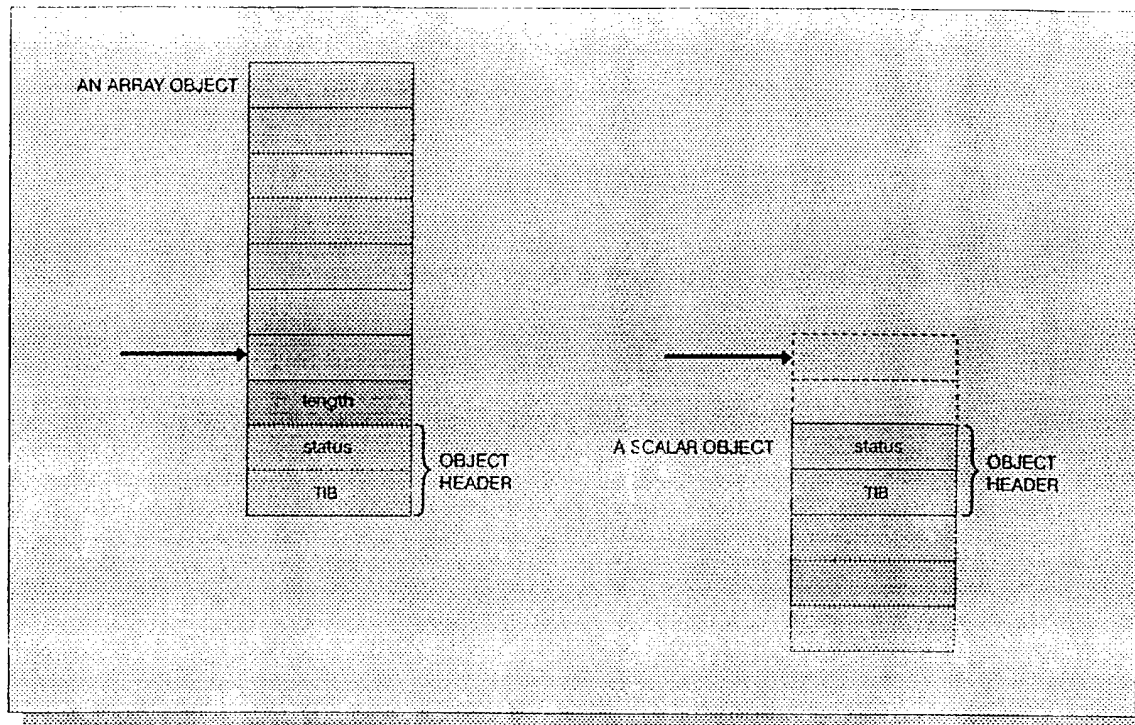 AN ARRAY OBJECT
length
status
TIB
OBJECT
HEADER
A SCALAR OBJECT
status
TIB
OBJECT
HEADER